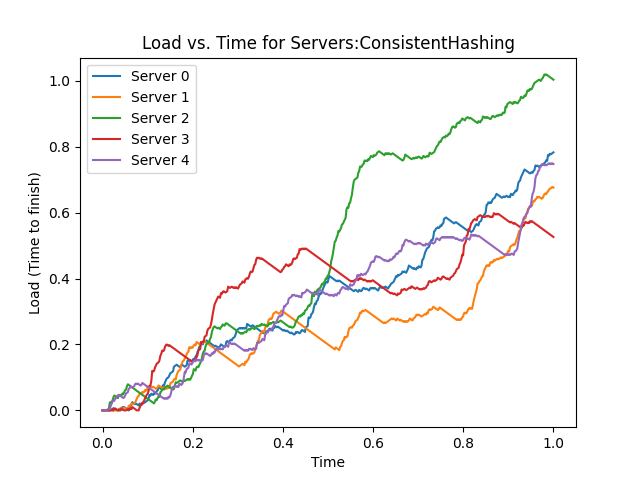 Load vs. Time for Servers:ConsistentHashing
Load (Time to finish)
1.0
0.8
0.6
0.4
0.2
0.0
Server 0
Server 1
Server 2
Server 3
Server 4
0.0 0.2 0.4 0.6 0.8 1.0
Time